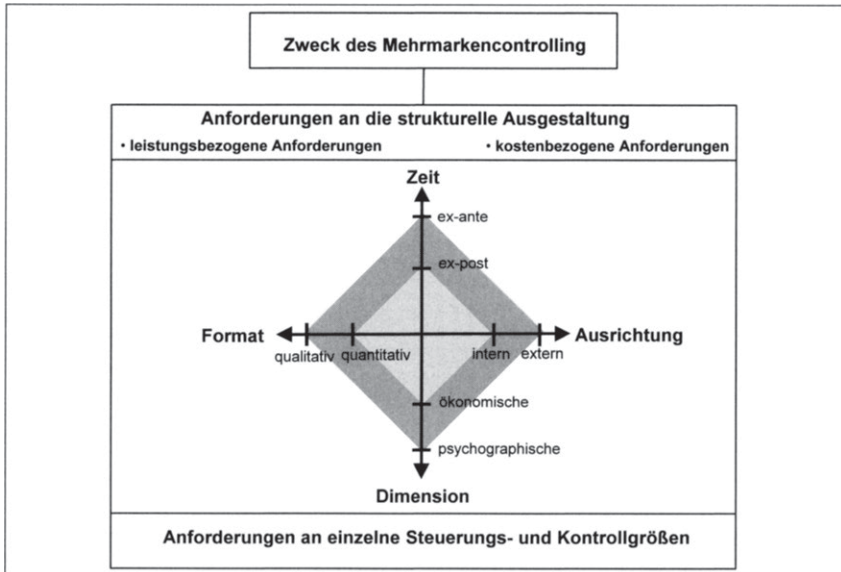 Zweck des Mehrmarkencontrolling
Anforderungen an die strukturelle Ausgestaltung
• leistungsbezogene Anforderungen • kostenbezogene Anforderungen
Zeit
ex-ante
ex-post
Format
Ausrichtung
qualitativ quantitativ intern extern
ökonomische
psychographische
Dimension
Anforderungen an einzelne Steuerungs- und Kontrollgrößen